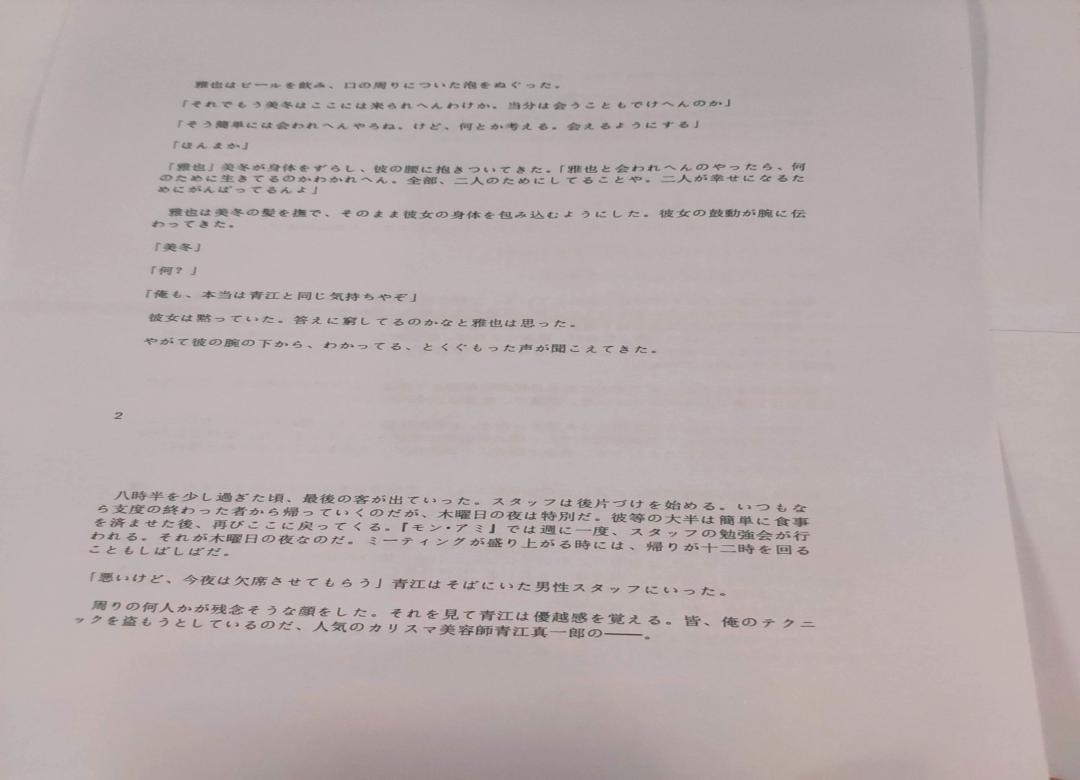 雅也はビールを飲み、口の周りについた泡をぬぐった。
「それでもう美冬はここには来られへんわけか。当分は会うこともでけへんのか」
「そう簡単には会われへんやろね。けど、何とか考える。会えるようにする」
「ほんまか」
「雅也」美冬が身体をずらし、彼の腰に抱きついてきた。「雅也と会われへんのやったら、何
のために生きてるのかわかれへん。全部、二人のためにしてることや。二人が幸せになるた
めにがんばってるんよ」
雅也は美冬の髪を撫で、そのまま彼女の身体を包み込むようにした。彼女の鼓動が腕に伝
わってきた。
「美冬」
「何？」
「俺も、本当は青江と同じ気持ちやぞ」
彼女は黙っていた。答えに窮してるのかなと雅也は思った。
やがて彼の腕の下から、わかってる、とくぐもった声が聞こえてきた。
2
八時半を少し過ぎた頃、最後の客が出ていった。スタッフは後片づけを始める。いつもな
ら支度の終わった者から帰っていくのだが、木曜日の夜は特別だ。彼等の大半は簡単に食事
を済ませた後、再びここに戻ってくる。『モン・アミ』では週に一度、スタッフの勉強会が行
われる。それが木曜日の夜なのだ。ミーティングが盛り上がる時には、帰りが十二時を回る
こともしばしばだ。
「悪いけど、今夜は欠席させてもらう」青江はそばにいた男性スタッフにいった。
周りの何人かが残念そうな顔をした。それを見て青江は優越感を覚える。皆、俺のテクニ
ックを盗もうとしているのだ、人気のカリスマ美容師青江真一郎の――。